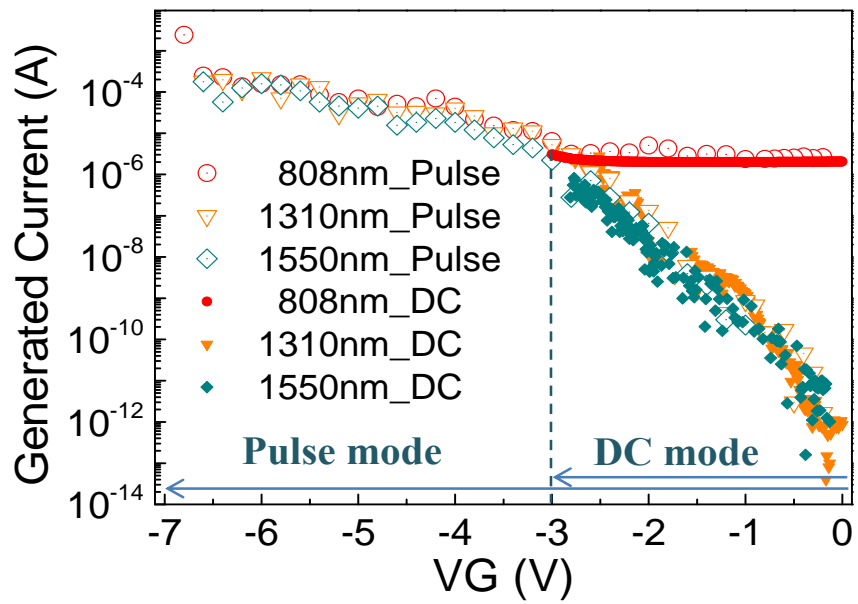 Generated Current (A)
10^-4
10^-6
10^-8
10^-10
10^-12
10^-14
808nm_Pulse
1310nm_Pulse
1550nm_Pulse
808nm_DC
1310nm_DC
1550nm_DC
Pulse mode
DC mode
-7 -6 -5 -4 -3 -2 -1 0
VG (V)